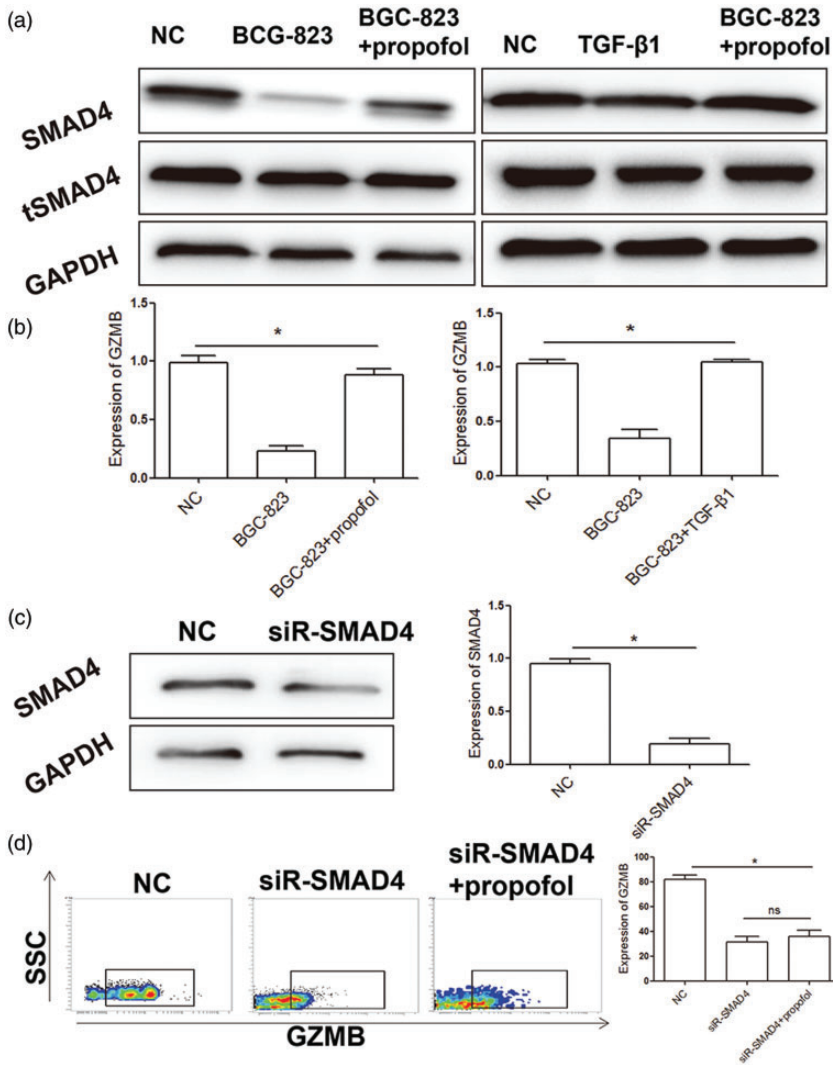 (a)
NC BCG-823 BGC-823
+propofol
NC TGF-β1 BGC-823
+propofol
SMAD4
tSMAD4
GAPDH
(b)
Expression of GZMB
1.5
1.0
0.5
0.0
*
NC
BGC-823
BGC-823+propofol
Expression of GZMB
1.5
1.0
0.5
0.0
*
NC
BGC-823
BGC-823+TGF-β1
(c)
NC siR-SMAD4
SMAD4
GAPDH
Expression of SMAD4
1.5
1.0
0.5
0.0
*
NC
siR-SMAD4
(d)
SSC
NC
siR-SMAD4
siR-SMAD4
+propofol
GZMB
Expression of GZMB
100
80
60
40
20
0
*
ns
NC
siR-SMAD4
siR-SMAD4+propofol